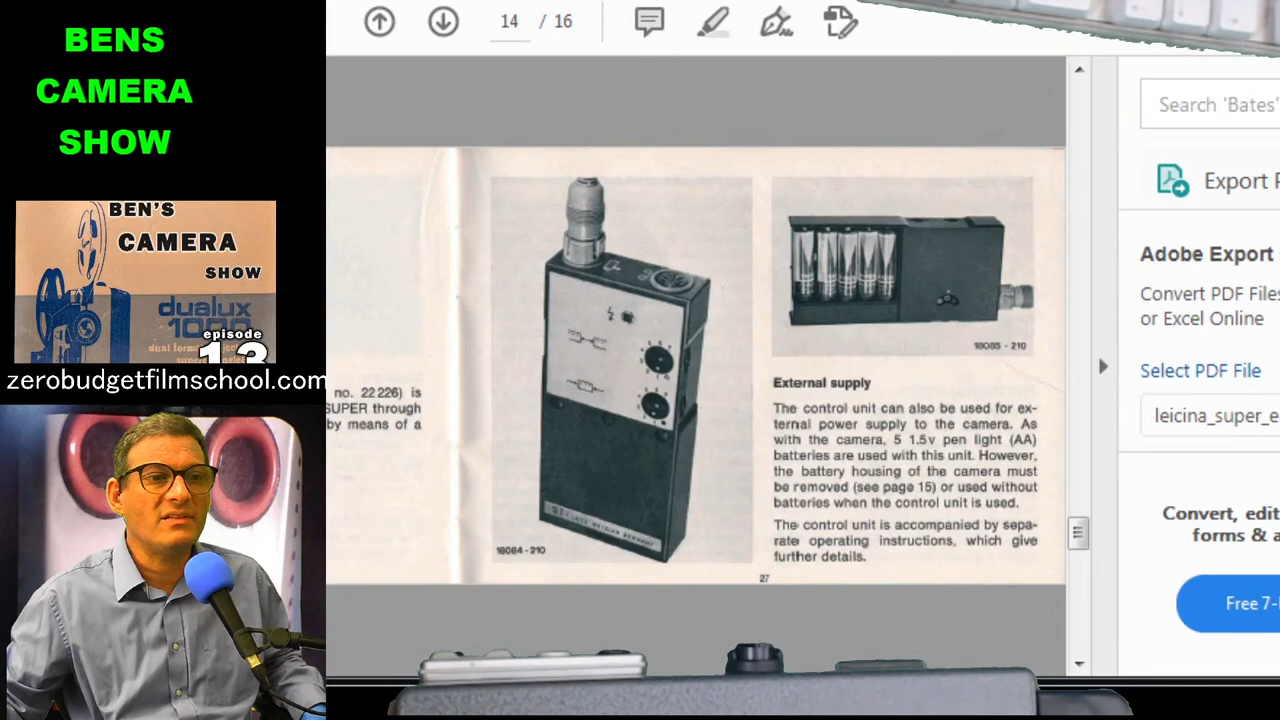 BENS
CAMERA
SHOW
BEN'S
CAMERA
SHOW
dualux
1000
episode
13
zerobudgetfilmschool.com
14 / 16
Search 'Bates'
Export P
Adobe Export
Convert PDF Files
or Excel Online
Select PDF File
leicina_super_e
Convert, edit
forms & a
Free 7-
no. 22 226) is
SUPER through
by means of a
18084-210
18085-210
External supply
The control unit can also be used for ex-
ternal power supply to the camera. As
with the camera, 5 1.5v pen light (AA)
batteries are used with this unit. However,
the battery housing of the camera must
be removed (see page 15) or used without
batteries when the control unit is used.
The control unit is accompanied by sepa-
rate operating instructions, which give
further details.
27